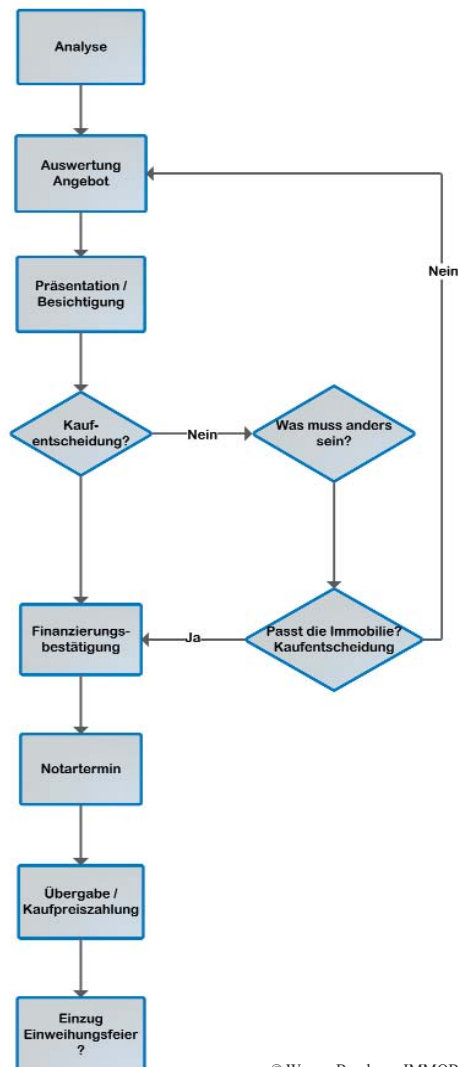 Analyse
Auswertung
Angebot
Nein
Präsentation /
Besichtigung
Kauf-
entscheidung?
Nein
Was muss anders
sein?
Finanzierungs-
bestätigung
Ja
Passt die Immobilie?
Kaufentscheidung
Notartermin
Übergabe /
Kaufpreiszahlung
Einzug
Einweihungsfeier
?